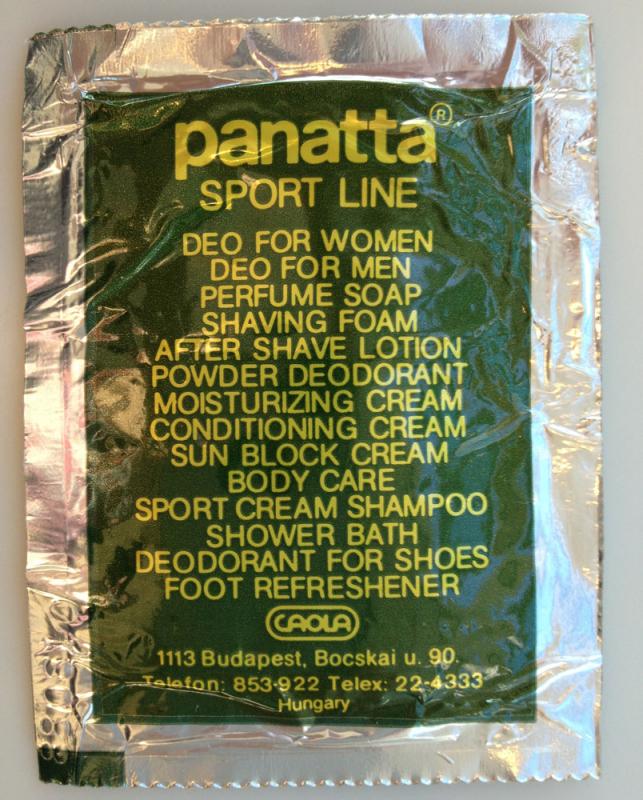 panatta®
SPORT LINE
DEO FOR WOMEN
DEO FOR MEN
PERFUME SOAP
SHAVING FOAM
AFTER SHAVE LOTION
POWDER DEODORANT
MOISTURIZING CREAM
CONDITIONING CREAM
SUN BLOCK CREAM
BODY CARE
SPORT CREAM SHAMPOO
SHOWER BATH
DEODORANT FOR SHOES
FOOT REFRESHENER
CAOLA
1113 Budapest, Bocskai u. 90.
Telefon: 853-922 Telex: 22-4333
Hungary